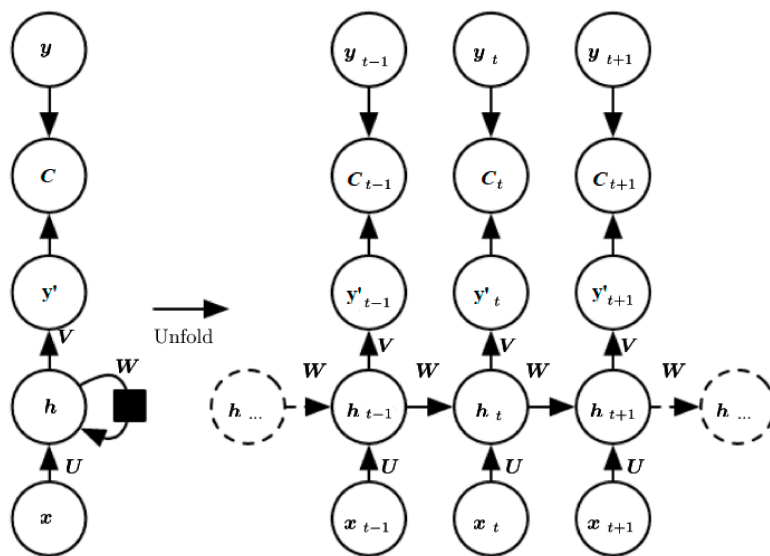 y y t-1 y t y t+1
C C t-1 C t C t+1
y' y' t-1 y' t y' t+1
Unfold
V V V V
W W W W W
h h ... h t-1 h t h t+1 h ...
U U U U
x x t-1 x t x t+1